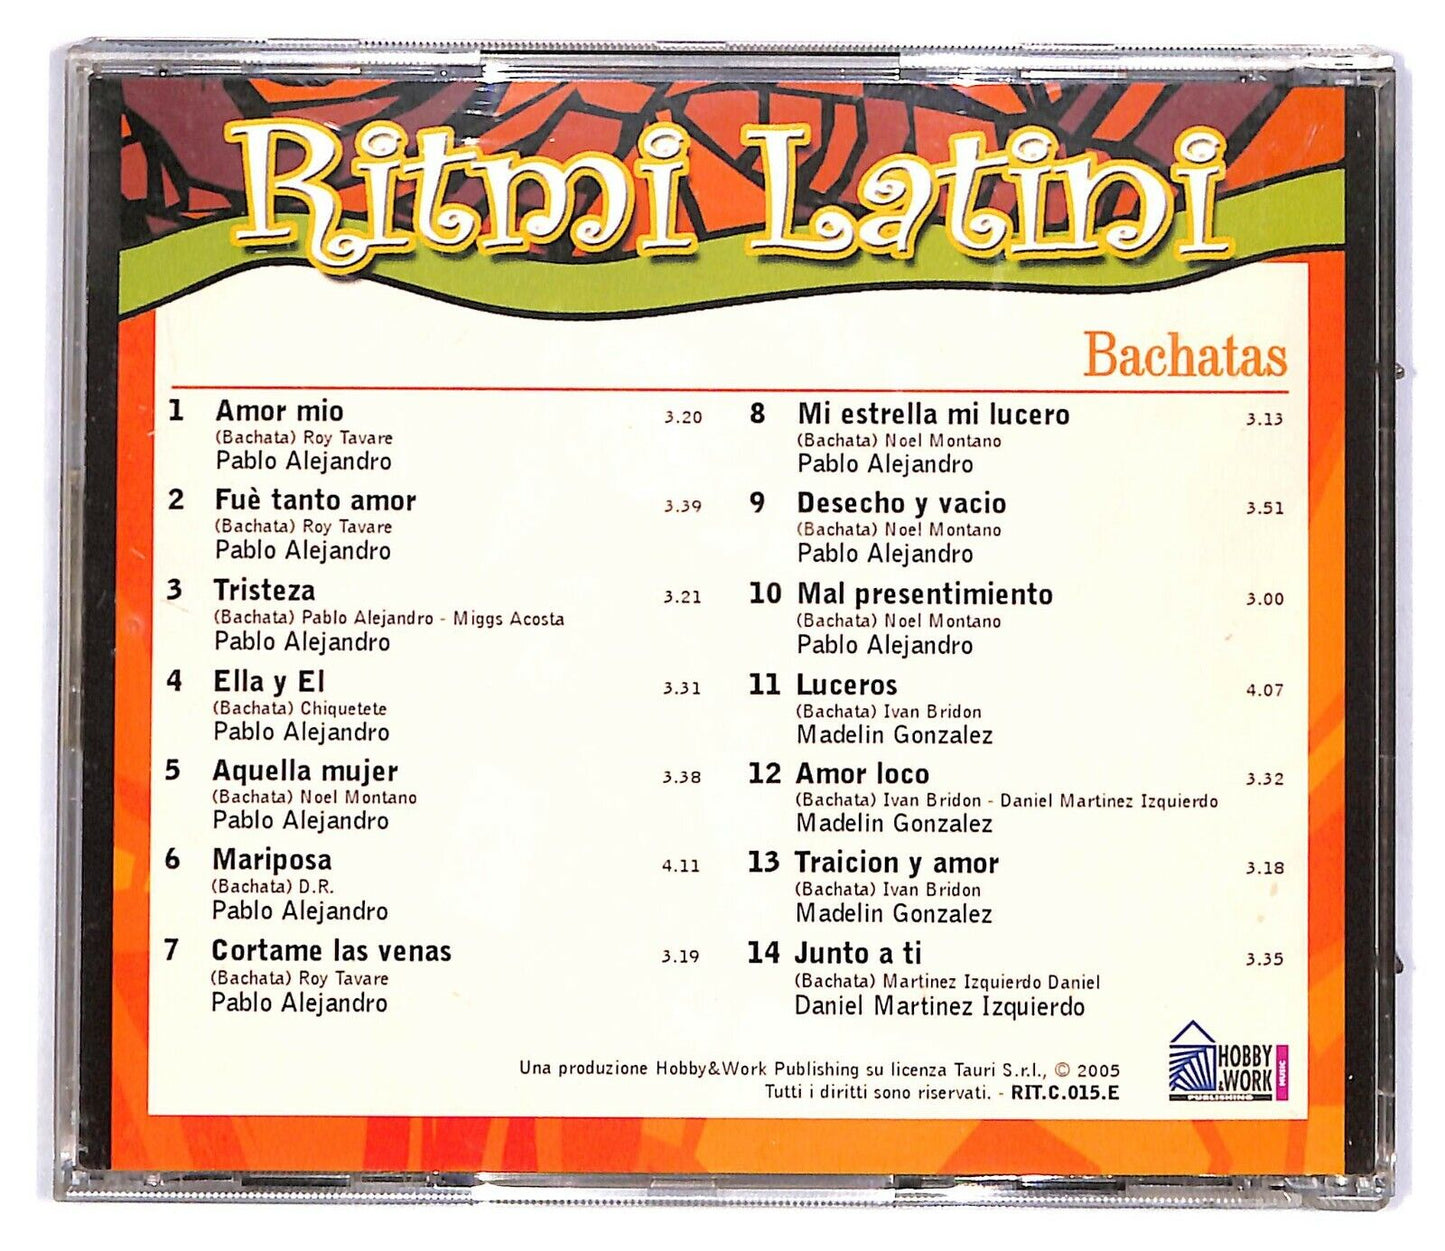 Ritmi Latini
Bachatas
1 Amor mio 3.20
(Bachata) Roy Tavare
Pablo Alejandro
2 Fuè tanto amor 3.39
(Bachata) Roy Tavare
Pablo Alejandro
3 Tristeza 3.21
(Bachata) Pablo Alejandro - Miggs Acosta
Pablo Alejandro
4 Ella y El 3.31
(Bachata) Chiquetete
Pablo Alejandro
5 Aquella mujer 3.38
(Bachata) Noel Montano
Pablo Alejandro
6 Mariposa 4.11
(Bachata) D.R.
Pablo Alejandro
7 Cortame las venas 3.19
(Bachata) Roy Tavare
Pablo Alejandro
8 Mi estrella mi lucero 3.13
(Bachata) Noel Montano
Pablo Alejandro
9 Desecho y vacio 3.51
(Bachata) Noel Montano
Pablo Alejandro
10 Mal presentimiento 3.00
(Bachata) Noel Montano
Pablo Alejandro
11 Luceros 4.07
(Bachata) Ivan Bridon
Madelin Gonzalez
12 Amor loco 3.32
(Bachata) Ivan Bridon - Daniel Martinez Izquierdo
Madelin Gonzalez
13 Traicion y amor 3.18
(Bachata) Ivan Bridon
Madelin Gonzalez
14 Junto a ti 3.35
(Bachata) Martinez Izquierdo Daniel
Daniel Martinez Izquierdo
Una produzione Hobby&Work Publishing su licenza Tauri S.r.l., © 2005
Tutti i diritti sono riservati. - RIT.C.015.E
HOBBY
&WORK
PUBLISHING
MUSIC